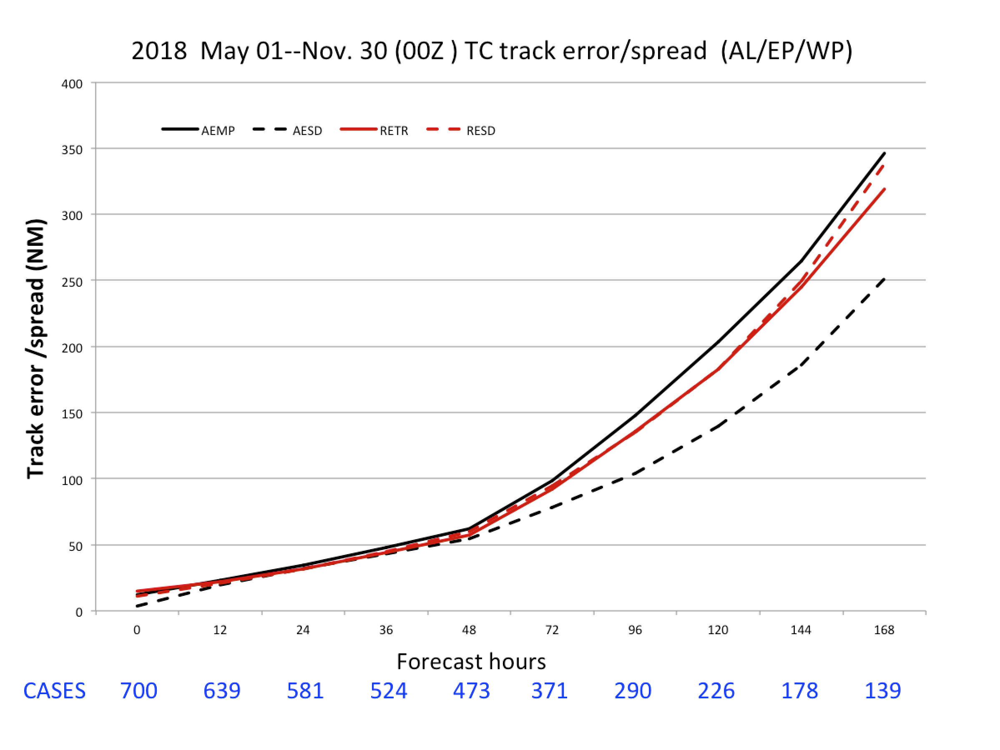 2018 May 01--Nov. 30 (00Z ) TC track error/spread (AL/EP/WP)
400
AEMP AESD RETR RESD
350
300
250
200
150
100
50
0
Track error /spread (NM)
0 12 24 36 48 72 96 120 144 168
Forecast hours
CASES 700 639 581 524 473 371 290 226 178 139